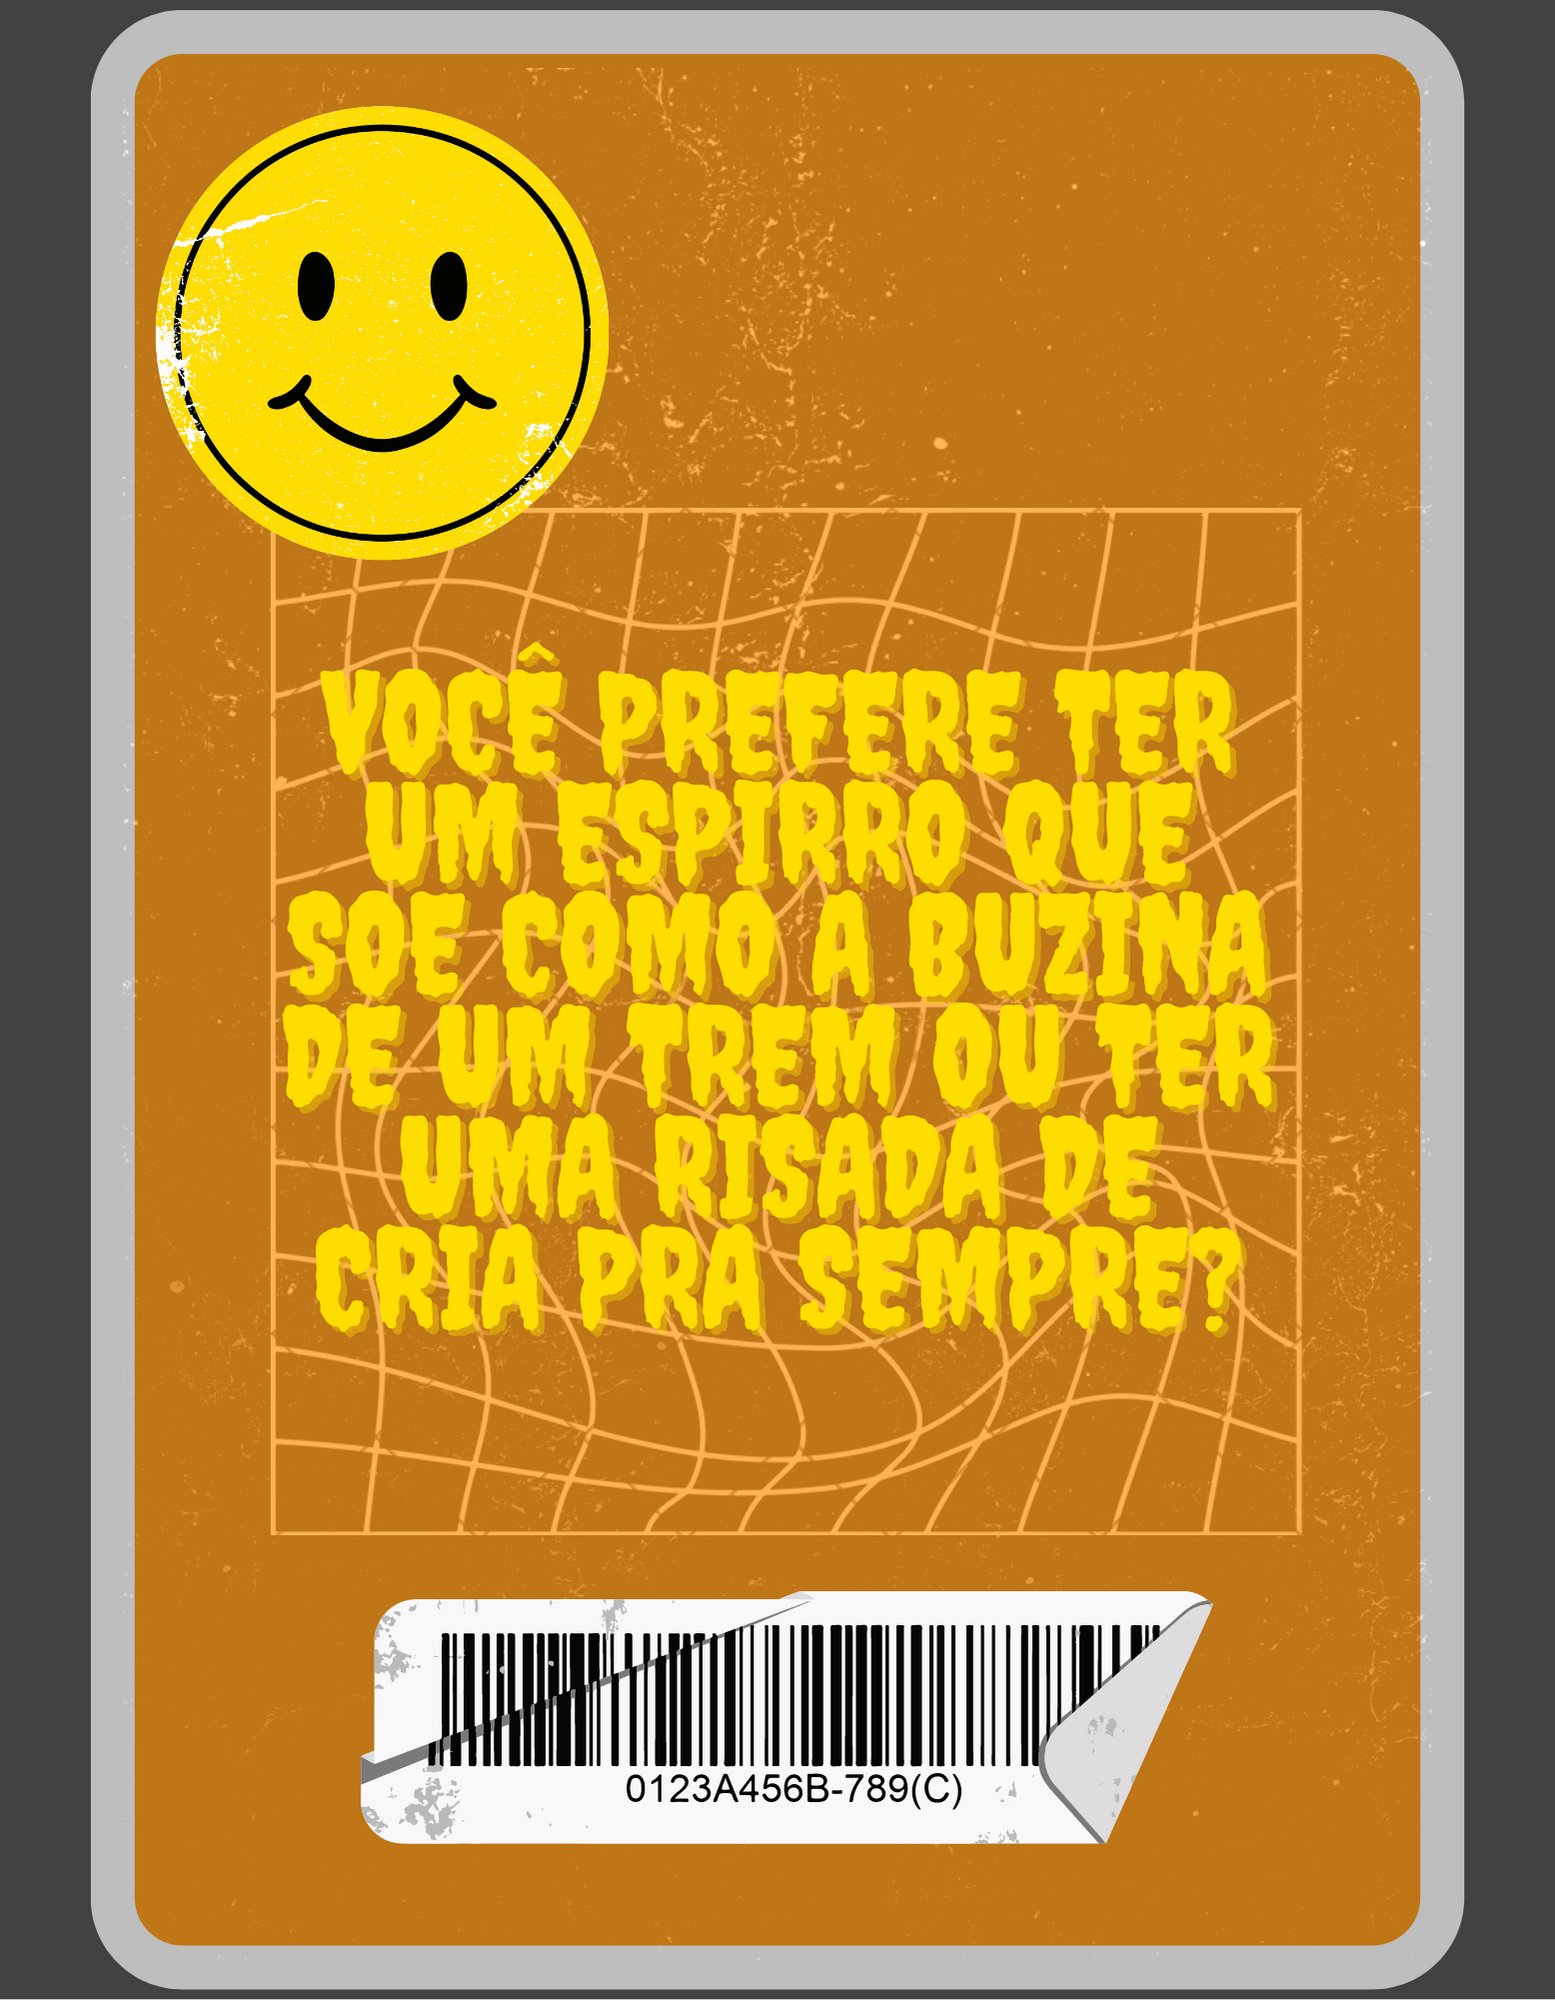 VOCÊ PREFERE TER
UM ESPIRRO QUE
SOE COMO A BUZINA
DE UM TREM OU TER
UMA RISADA DE
CRIA PRA SEMPRE?
0123A456B-789(C)